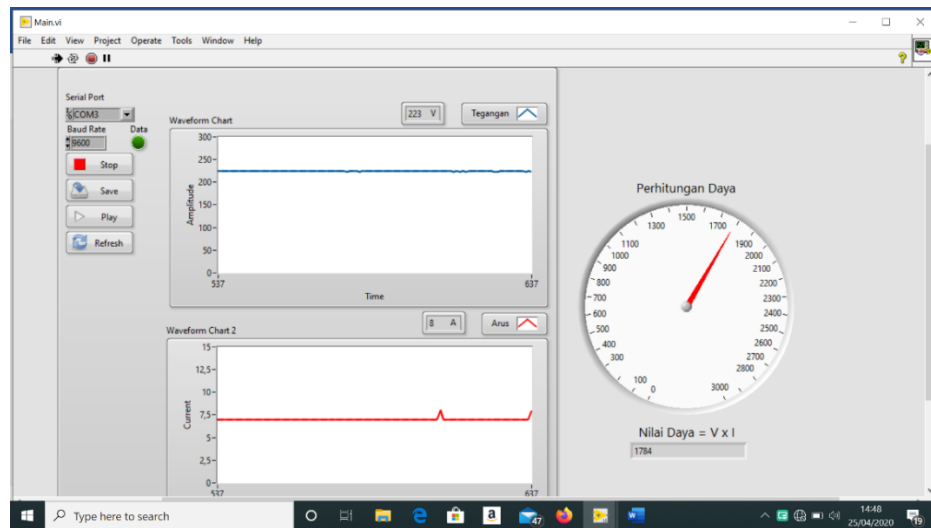 Main.vi
File Edit View Project Operate Tools Window Help
Serial Port
COM3
Baud Rate Data
9600
Stop
Save
Play
Refresh
223 V Tegangan
Waveform Chart
300
250
200
150
100
50
0
Amplitude
537 637
Time
8 A Arus
Waveform Chart 2
15
12,5
10
7,5
5
2,5
0
Current
537 637
Perhitungan Daya
0
100
300
400
500
600
700
800
900
1000
1100
1300
1500
1700
1900
2000
2100
2200
2300
2400
2500
2600
2700
2800
3000
Nilai Daya = V x I
1784
Type here to search
47
14:48
25/04/2020
19